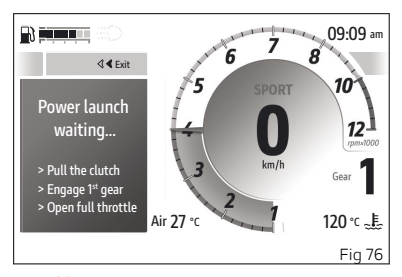 09:09 am
Exit
Power launch
waiting...
> Pull the clutch
> Engage 1st gear
> Open full throttle
1
2
3
4
5
6
7
8
10
12
rpm×1000
SPORT
0
km/h
Gear 1
Air 27 °C
120 °C
Fig 76